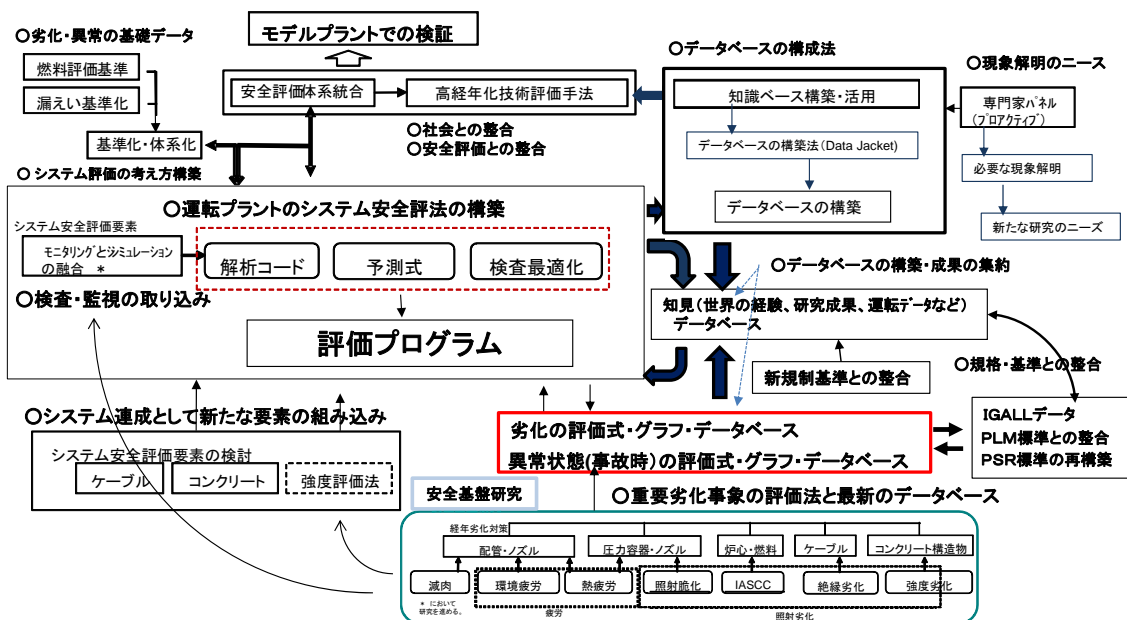 モデルプラントでの検証
○劣化・異常の基礎データ
燃料評価基準
漏えい基準化
基準化・体系化
安全評価体系統合
高経年化技術評価手法
○社会との整合
○安全評価との整合
○データベースの構成法
知識ベース構築・活用
データベースの構築法(Data Jacket)
データベースの構築
○現象解明のニース
専門家パネル
(プロアクティブ)
必要な現象解明
新たな研究のニーズ
○システム評価の考え方構築
○運転プラントのシステム安全評法の構築
システム安全評価要素
モニタリングとシミュレーション
の融合 *
解析コード
予測式
検査最適化
○検査・監視の取り込み
評価プログラム
○データベースの構築・成果の集約
知見(世界の経験、研究成果、運転データなど)
データベース
新規制基準との整合
○規格・基準との整合
IGALLデータ
PLM標準との整合
PSR標準の再構築
○システム連成として新たな要素の組み込み
システム安全評価要素の検討
ケーブル
コンクリート
強度評価法
劣化の評価式・グラフ・データベース
異常状態(事故時)の評価式・グラフ・データベース
安全基盤研究
○重要劣化事象の評価法と最新のデータベース
経年劣化対策
配管・ノズル
圧力容器・ノズル
炉心・燃料
ケーブル
コンクリート構造物
減肉
環境疲労
熱疲労
照射脆化
IASCC
絶縁劣化
強度劣化
* において
研究を進める。
疲労
照射劣化